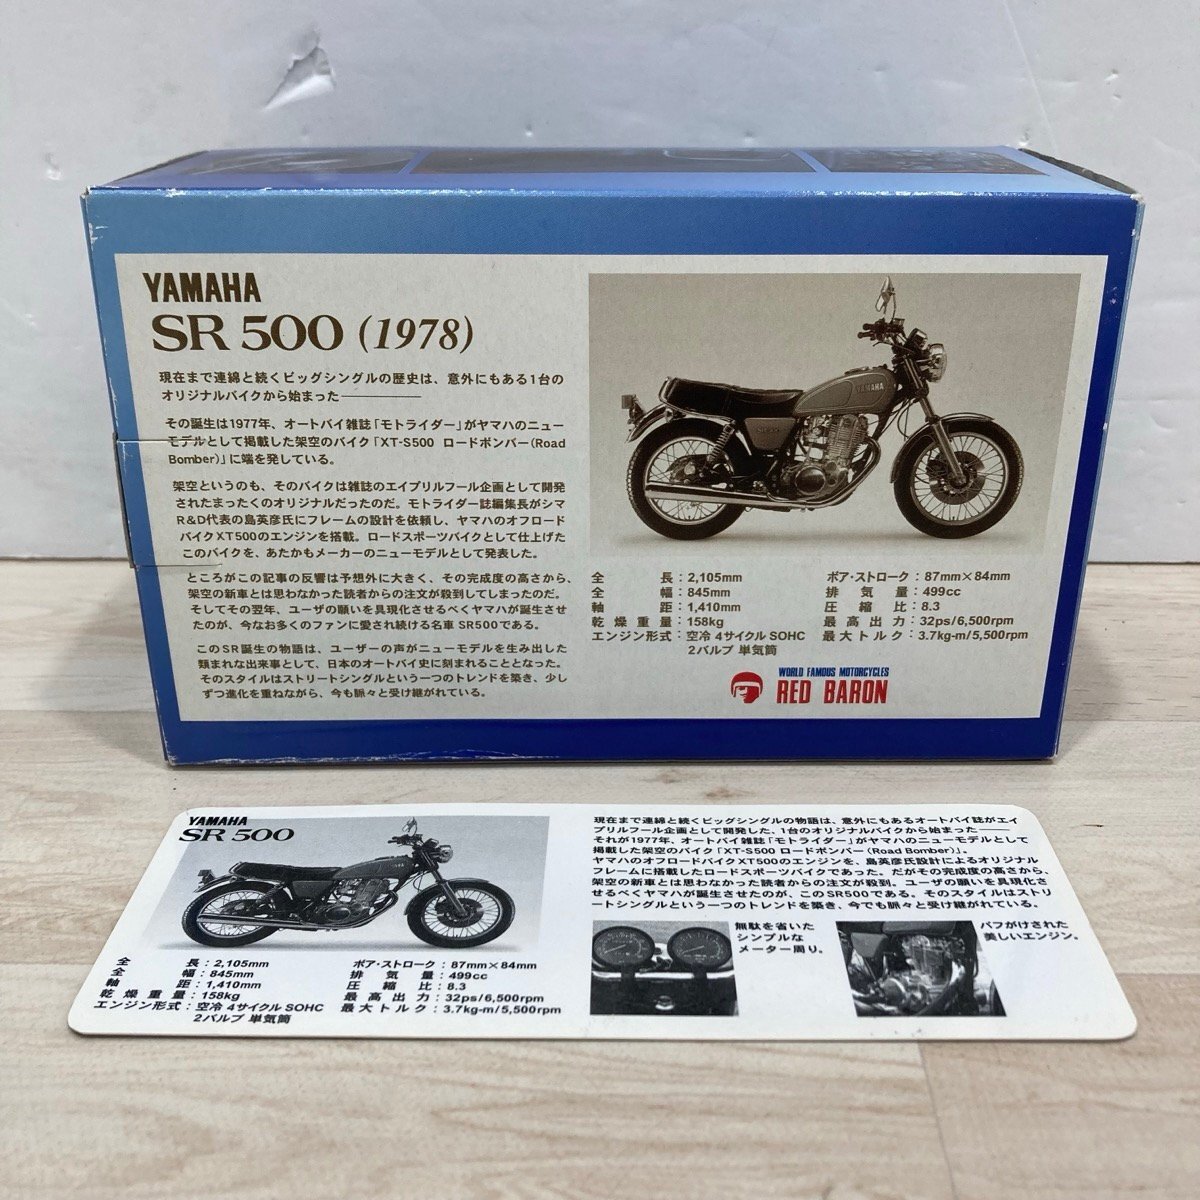 YAMAHA
SR 500 (1978)
現在まで連綿と続くビッグシングルの歴史は、意外にもある1台の
オリジナルバイクから始まった————
その誕生は1977年、オートバイ雑誌「モトライダー」がヤマハのニュー
モデルとして掲載した架空のバイク「XT-S500 ロードボンバー(Road
Bomber)」に端を発している。
架空というのも、そのバイクは雑誌のエイプリルフール企画として開発
されたまったくのオリジナルだったのだ。モトライダー誌編集長がシマ
R&D代表の島英彦氏にフレームの設計を依頼し、ヤマハのオフロード
バイクXT500のエンジンを搭載。ロードスポーツバイクとして仕上げた
このバイクを、あたかもメーカーのニューモデルとして発表した。
ところがこの記事の反響は予想外に大きく、その完成度の高さから、
架空の新車とは思わなかった読者からの注文が殺到してしまったのだ。
そしてその翌年、ユーザの願いを具現化させるべくヤマハが誕生させ
たのが、今なお多くのファンに愛され続ける名車 SR500である。
このSR誕生の物語は、ユーザーの声がニューモデルを生み出した
類まれな出来事として、日本のオートバイ史に刻まれることとなった。
そのスタイルはストリートシングルという一つのトレンドを築き、少し
ずつ進化を重ねながら、今も脈々と受け継がれている。
YAMAHA
全長：2,105mm
全幅：845mm
軸距：1,410mm
乾燥重量：158kg
エンジン形式：空冷 4サイクル SOHC
2バルブ 単気筒
ボア・ストローク：87mm×84mm
排気量：499cc
圧縮比：8.3
最高出力：32ps/6,500rpm
最大トルク：3.7kg-m/5,500rpm
WORLD FAMOUS MOTORCYCLES
RED BARON
YAMAHA
SR 500
全長：2,105mm
全幅：845mm
軸距：1,410mm
乾燥重量：158kg
エンジン形式：空冷 4サイクル SOHC
2バルブ 単気筒
ボア・ストローク：87mm×84mm
排気量：499cc
圧縮比：8.3
最高出力：32ps/6,500rpm
最大トルク：3.7kg-m/5,500rpm
現在まで連綿と続くビッグシングルの物語は、意外にもあるオートバイ誌がエイ
プリルフール企画として開発した、1台のオリジナルバイクから始まった————
それが1977年、オートバイ雑誌「モトライダー」がヤマハのニューモデルとして
掲載した架空のバイク「XT-S500 ロードボンバー(Road Bomber)」。
ヤマハのオフロードバイクXT500のエンジンを、島英彦氏設計によるオリジナル
フレームに搭載したロードスポーツバイクであった。だがその完成度の高さから、
架空の新車とは思わなかった読者からの注文が殺到。ユーザの願いを具現化さ
せるべくヤマハが誕生させたのが、このSR500である。そのスタイルはストリ
ートシングルという一つのトレンドを築き、今でも脈々と受け継がれている。
無駄を省いた
シンプルな
メーター周り。
バフがけされた
美しいエンジン。